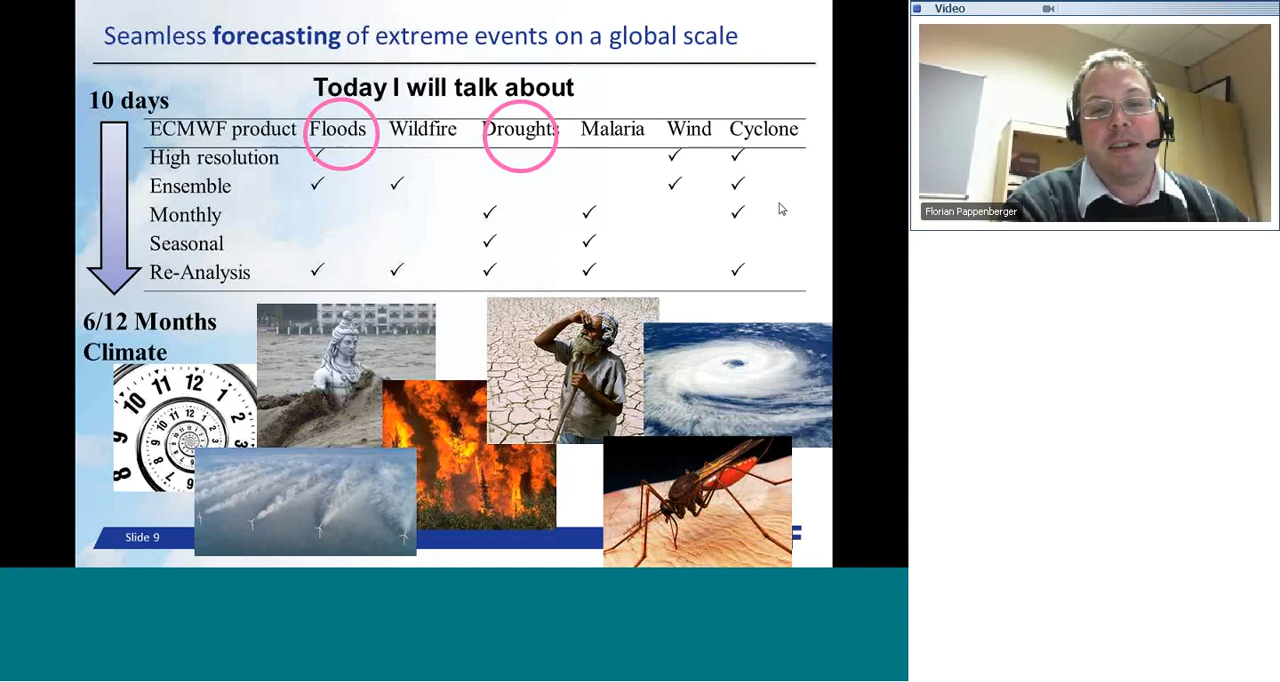 Seamless forecasting of extreme events on a global scale
Today I will talk about
10 days
ECMWF product Floods Wildfire Droughts Malaria Wind Cyclone
High resolution ✓ ✓ ✓
Ensemble ✓ ✓ ✓ ✓
Monthly ✓ ✓ ✓
Seasonal ✓ ✓
Re-Analysis ✓ ✓ ✓ ✓ ✓
6/12 Months
Climate
Slide 9
Video
Florian Pappenberger